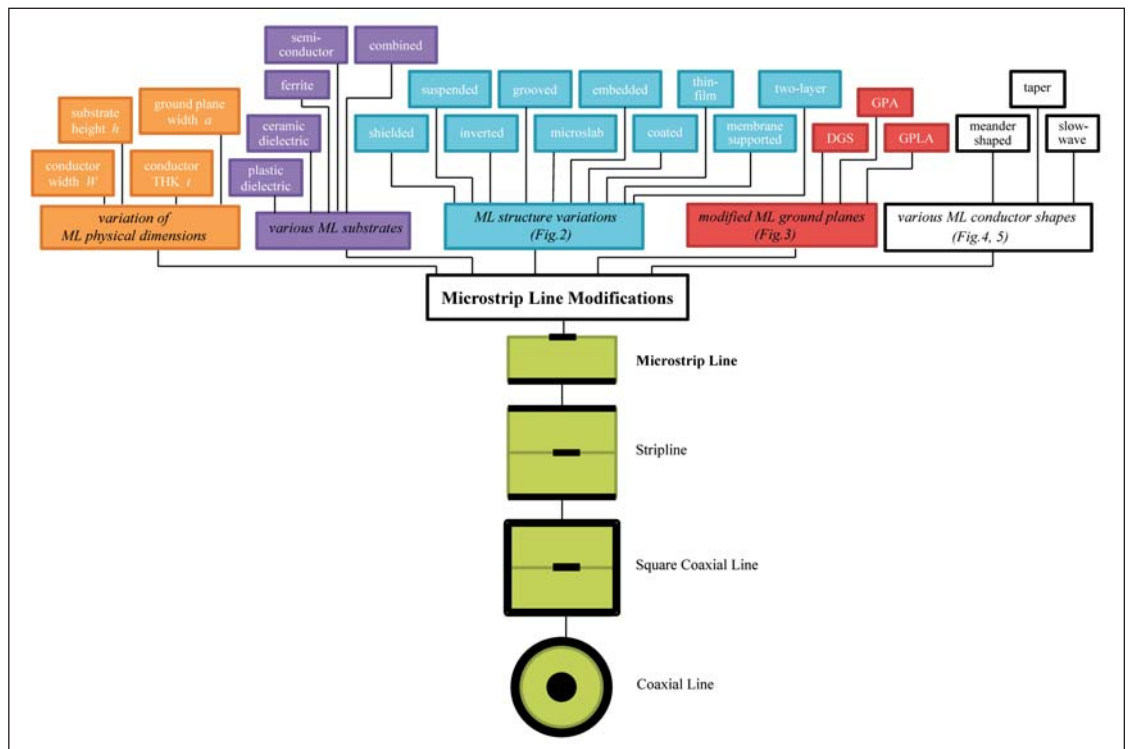 semi-
conductor
combined
ferrite
suspended
grooved
embedded
thin-
film
two-layer
GPA
taper
substrate
height h
ground plane
width a
ceramic
dielectric
shielded
inverted
microslab
coated
membrane
supported
DGS
GPLA
meander
shaped
slow-
wave
conductor
width W
conductor
THK t
plastic
dielectric
variation of
ML physical dimensions
various ML substrates
ML structure variations
(Fig.2)
modified ML ground planes
(Fig.3)
various ML conductor shapes
(Fig.4, 5)
Microstrip Line Modifications
Microstrip Line
Stripline
Square Coaxial Line
Coaxial Line